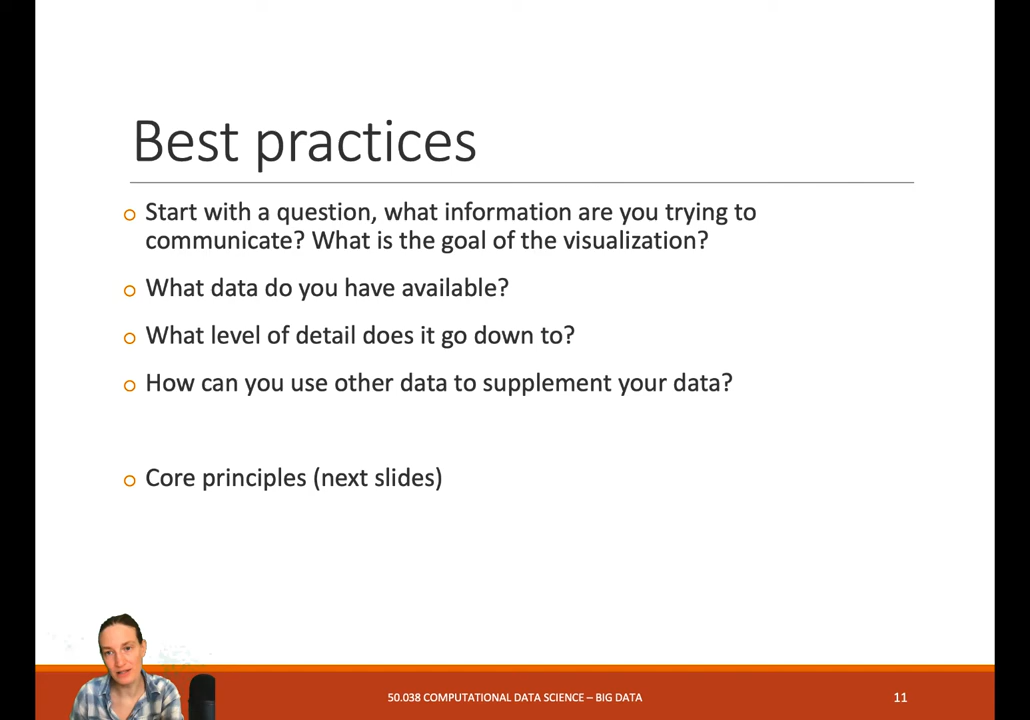 Best practices
Start with a question, what information are you trying to
communicate? What is the goal of the visualization?
What data do you have available?
What level of detail does it go down to?
How can you use other data to supplement your data?
Core principles (next slides)
50.038 COMPUTATIONAL DATA SCIENCE – BIG DATA
11